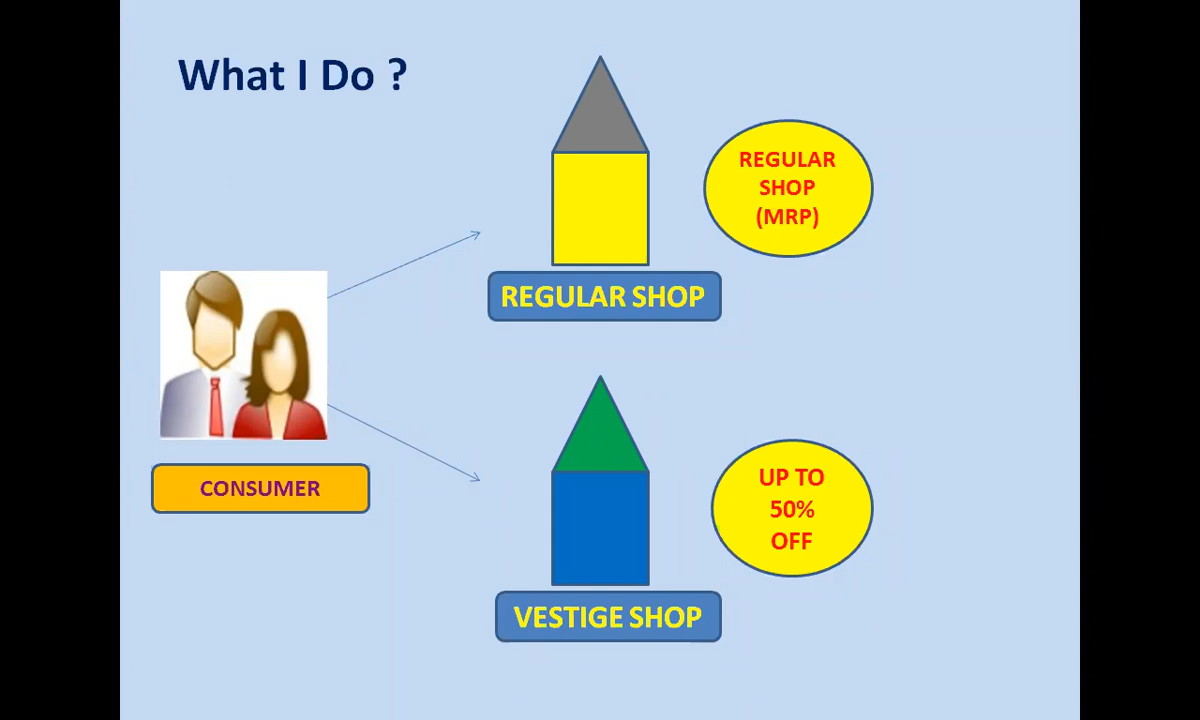 What I Do ?
REGULAR
SHOP
(MRP)
REGULAR SHOP
CONSUMER
UP TO
50%
OFF
VESTIGE SHOP